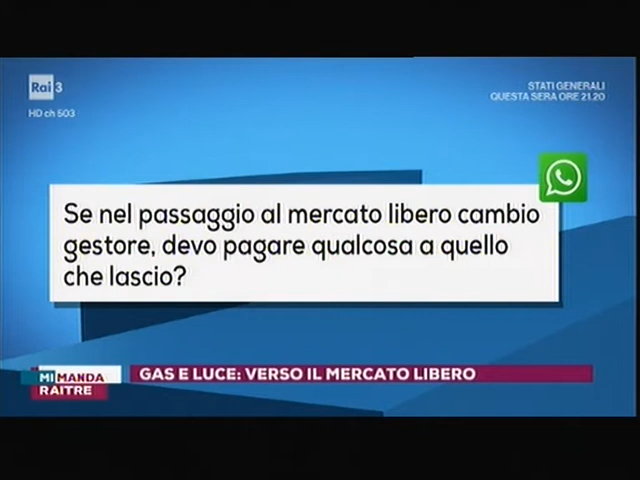 Rai 3
HD ch 503
STATI GENERALI
QUESTA SERA ORE 21.20
Se nel passaggio al mercato libero cambio
gestore, devo pagare qualcosa a quello
che lascio?
MI MANDA
RAITRE
GAS E LUCE: VERSO IL MERCATO LIBERO